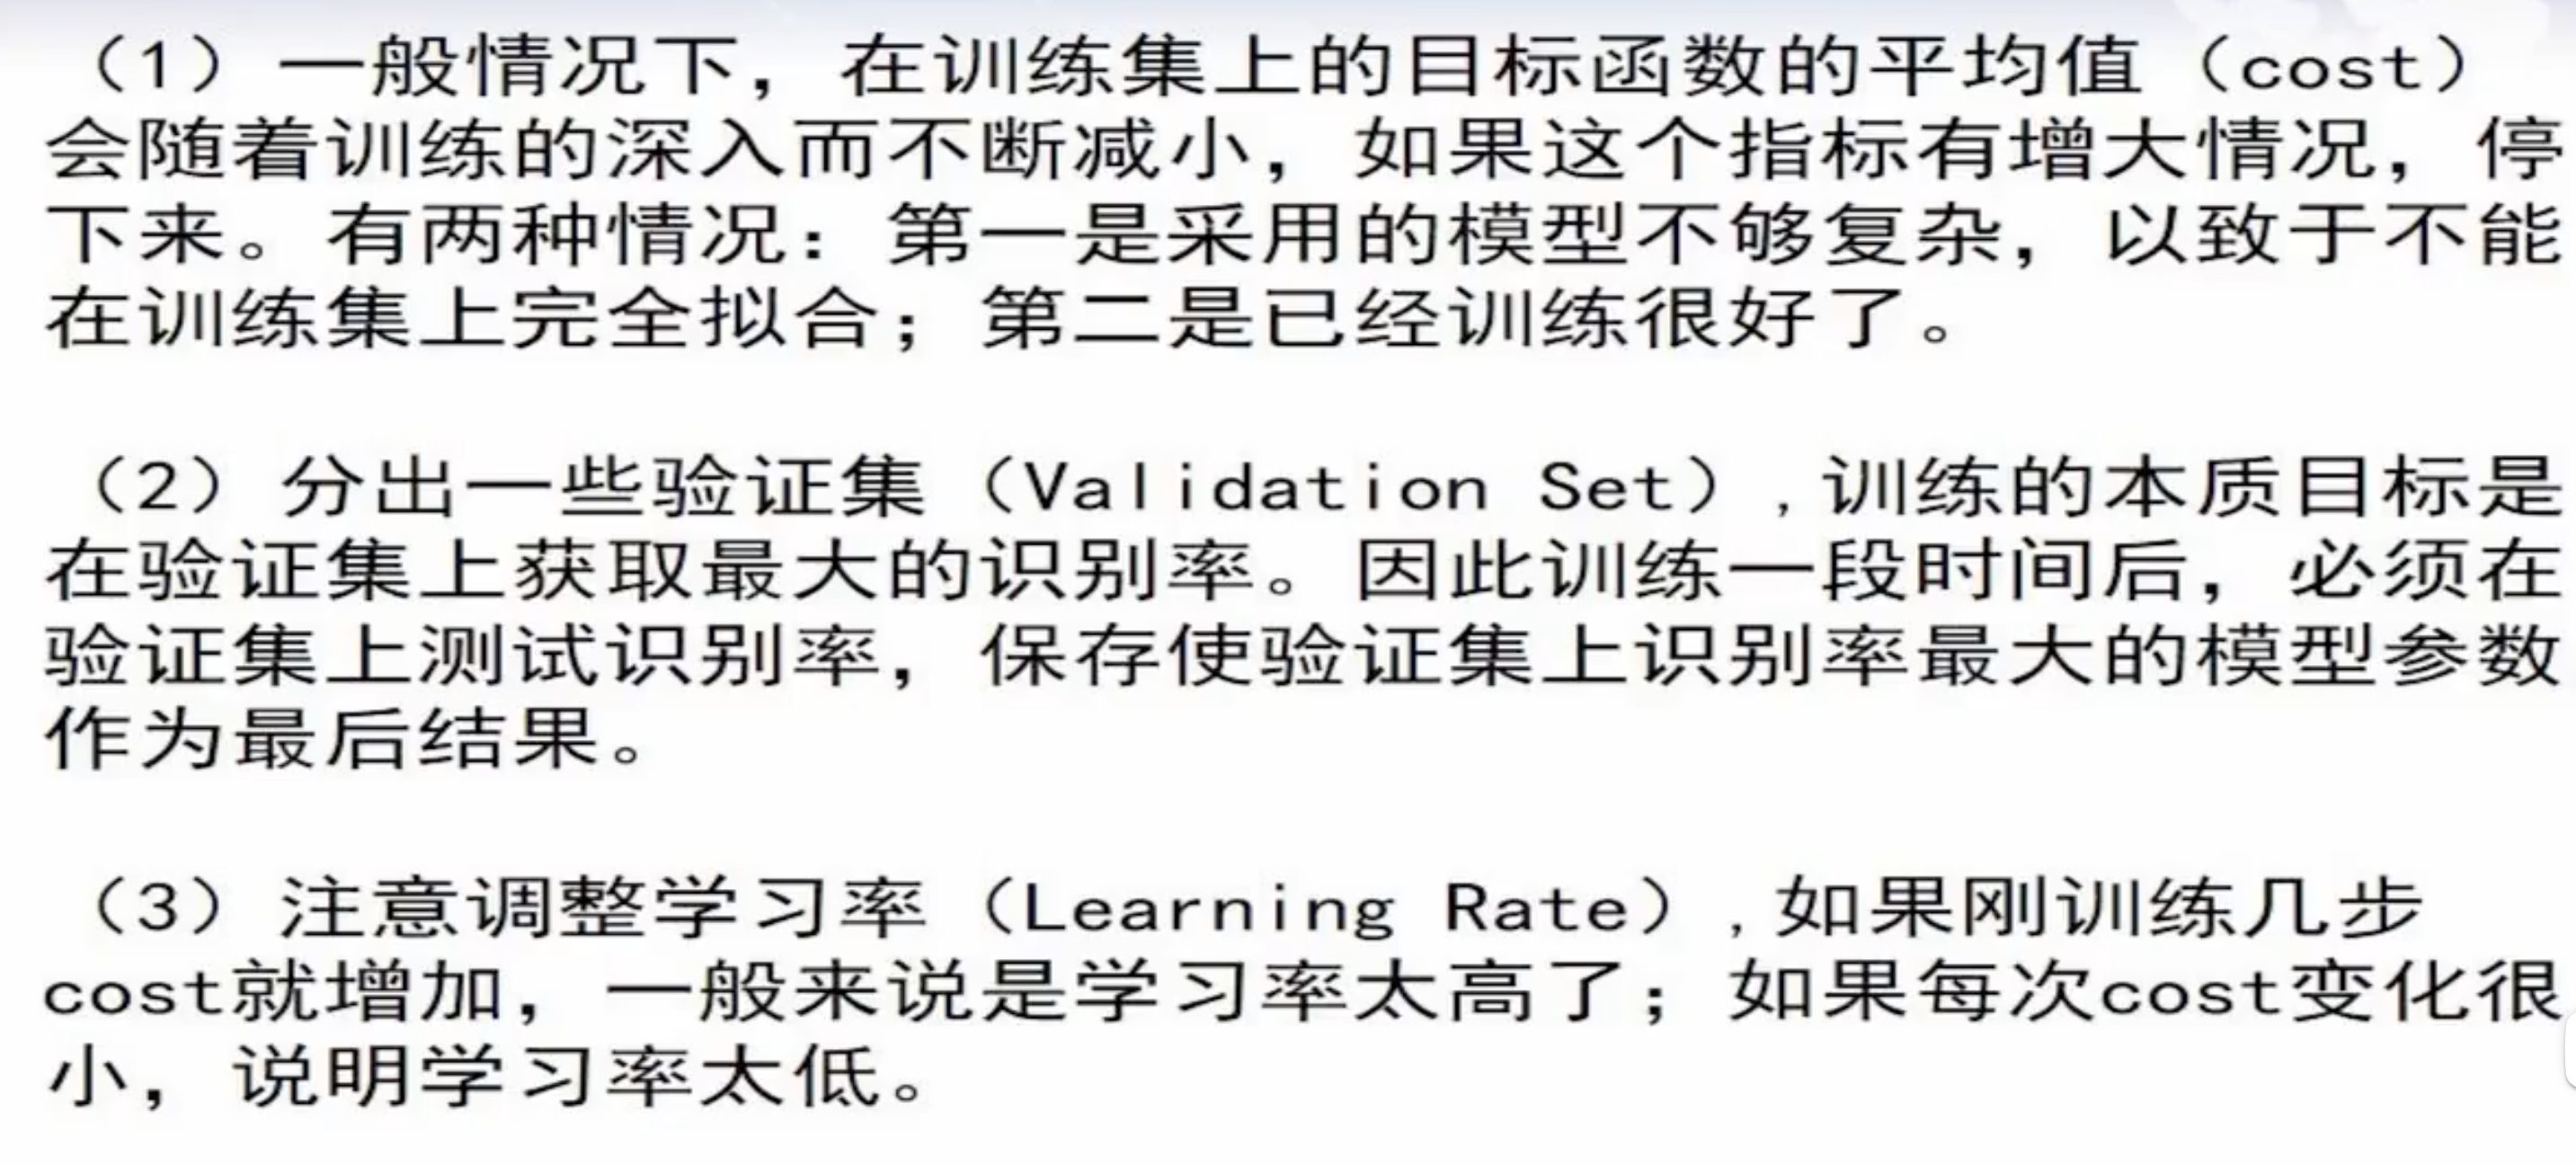 （1）一般情况下，在训练集上的目标函数的平均值（cost）
会随着训练的深入而不断减小，如果这个指标有增大情况，停
下来。有两种情况：第一是采用的模型不够复杂，以致于不能
在训练集上完全拟合；第二是已经训练很好了。
（2）分出一些验证集（Validation Set）,训练的本质目标是
在验证集上获取最大的识别率。因此训练一段时间后，必须在
验证集上测试识别率，保存使验证集上识别率最大的模型参数
作为最后结果。
（3）注意调整学习率（Learning Rate）,如果刚训练几步
cost就增加，一般来说是学习率太高了；如果每次cost变化很
小，说明学习率太低。